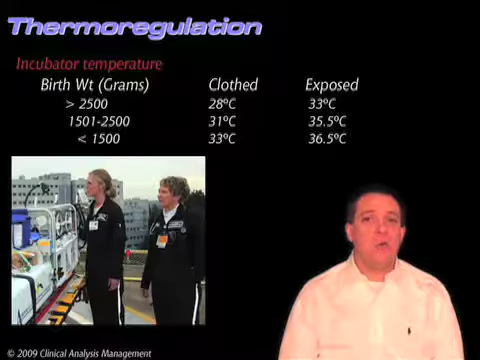 Thermoregulation
Incubator temperature
Birth Wt (Grams) Clothed Exposed
> 2500 28ºC 33ºC
1501-2500 31ºC 35.5ºC
< 1500 33ºC 36.5ºC
© 2009 Clinical Analysis Management